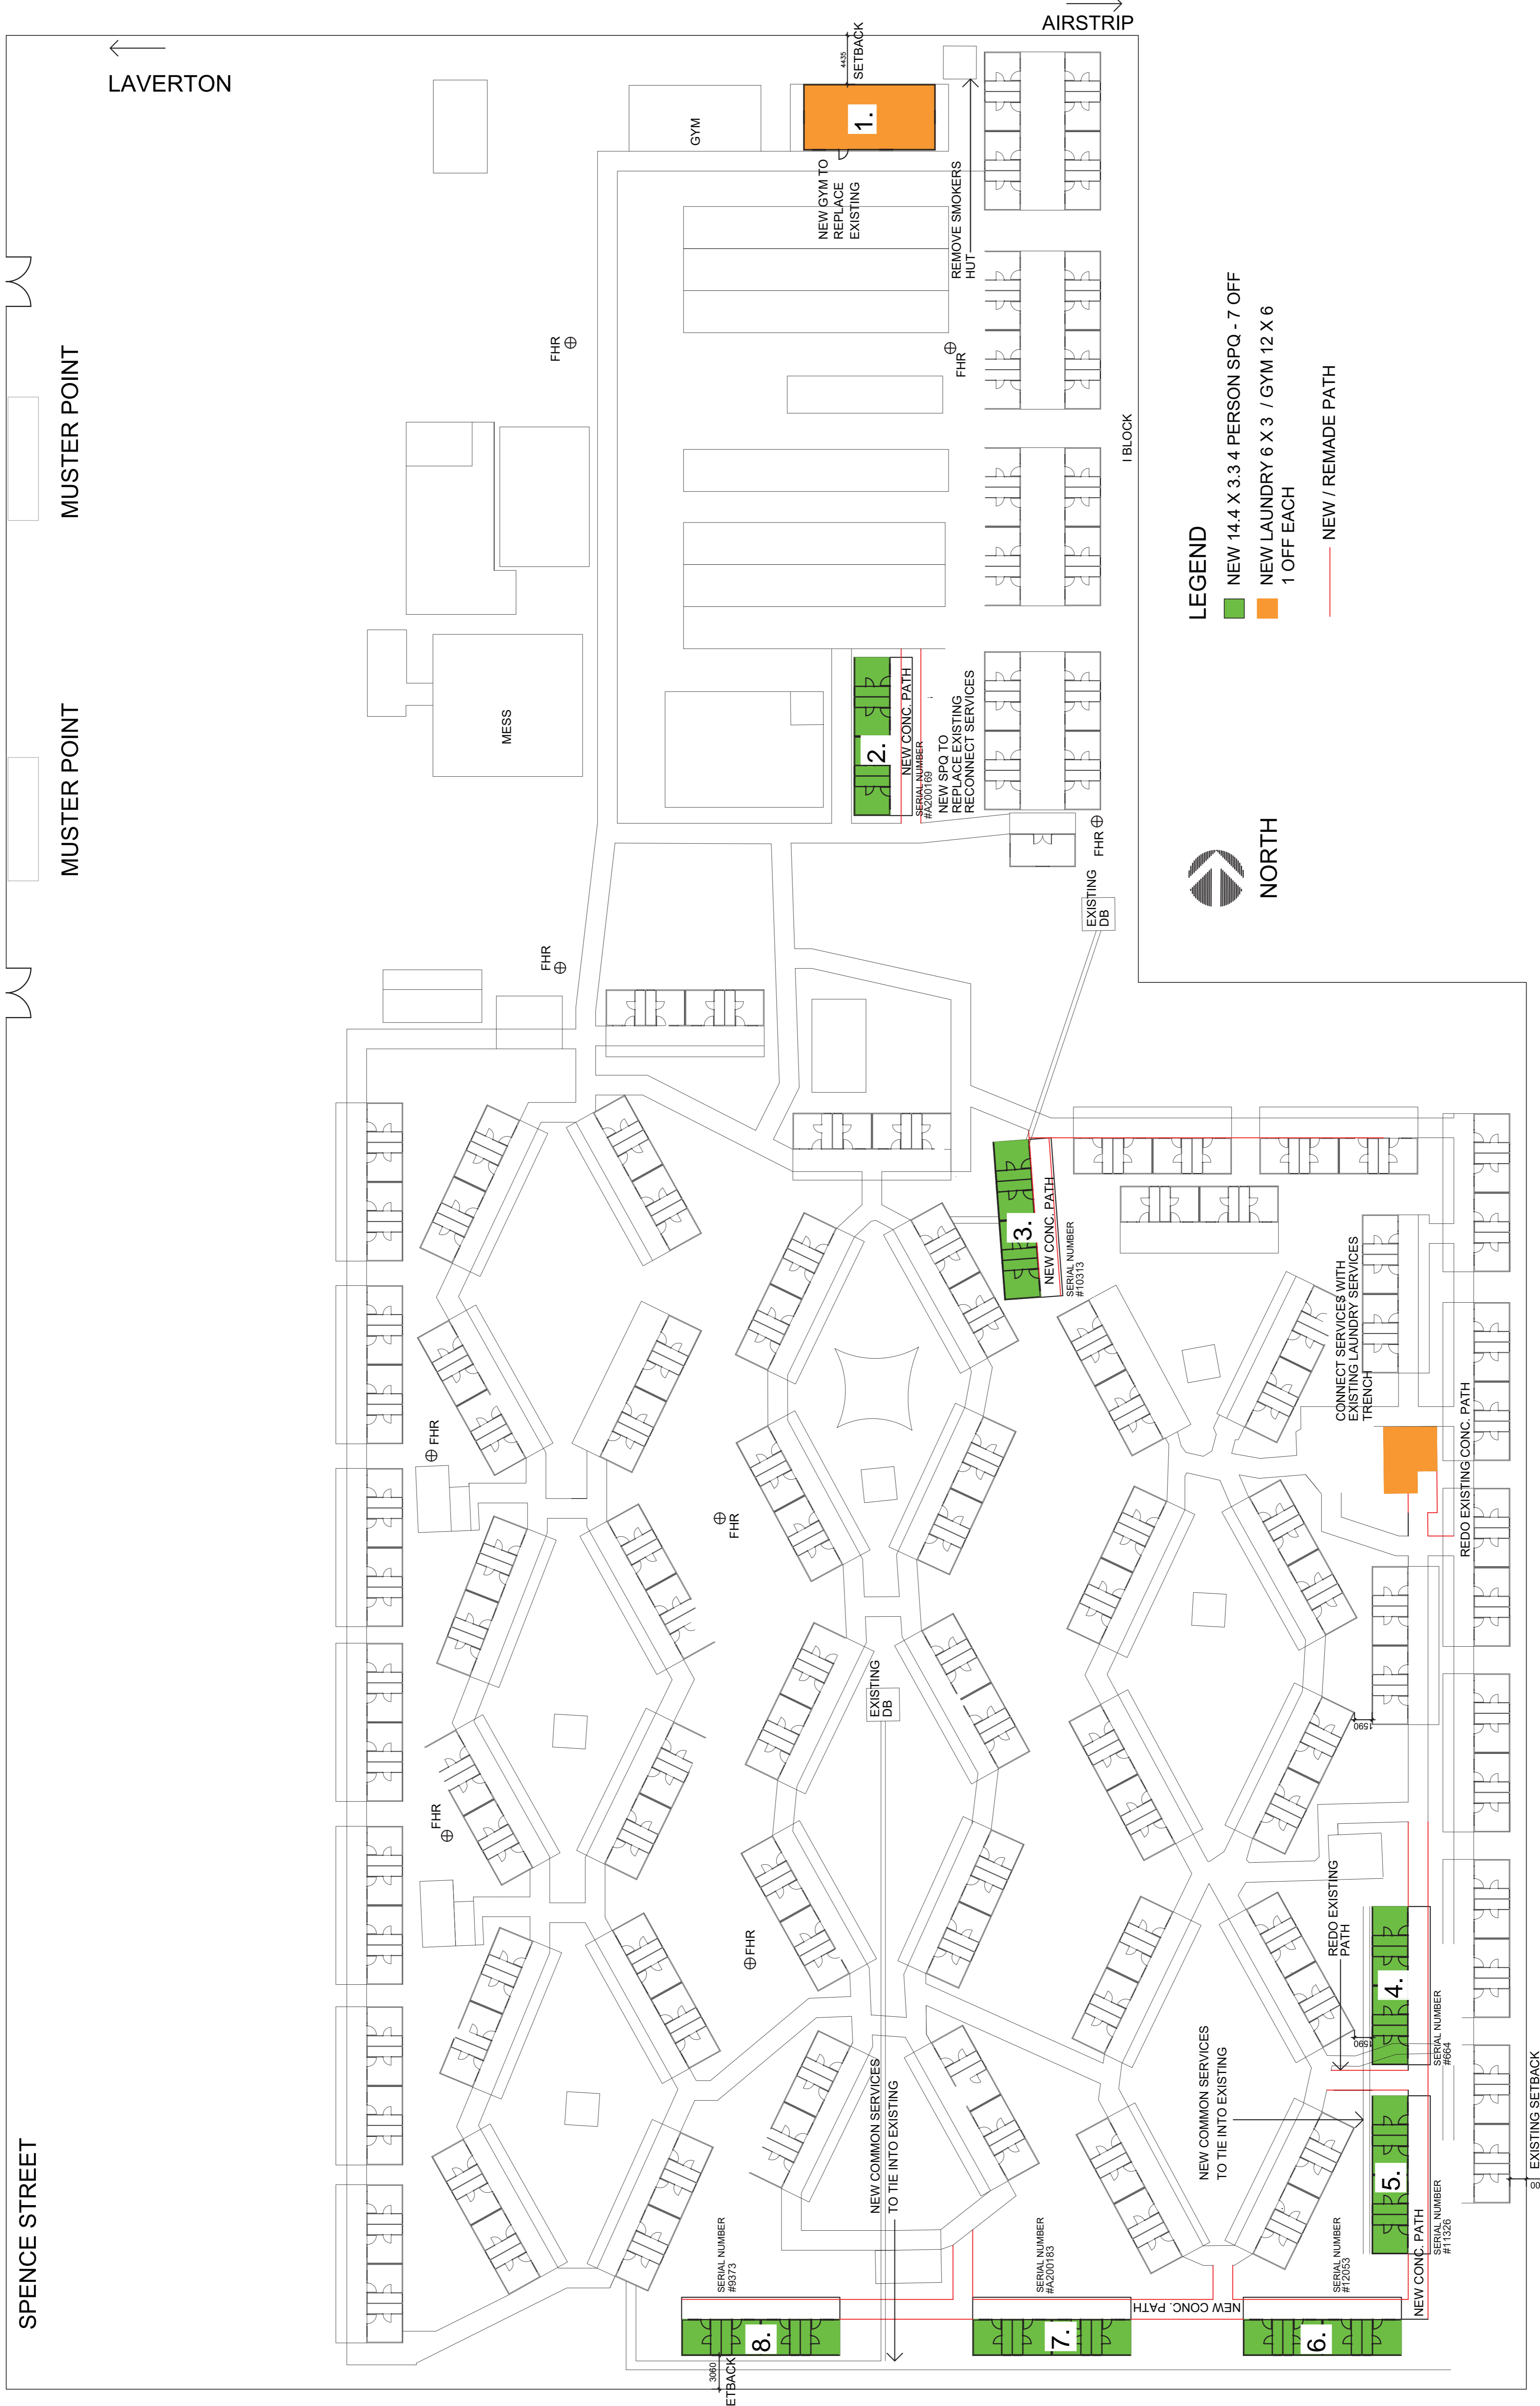 AIRSTRIP
LAVERTON
4435
SETBACK
GYM
1.
NEW GYM TO
REPLACE
EXISTING
REMOVE SMOKERS
HUT
MUSTER POINT
FHR
FHR
I BLOCK
LEGEND
NEW 14.4 X 3.3 4 PERSON SPQ - 7 OFF
NEW LAUNDRY 6 X 3 / GYM 12 X 6
1 OFF EACH
NEW / REMADE PATH
MUSTER POINT
MESS
2.
NEW CONC. PATH
SERIAL NUMBER
#A200169
NEW SPQ TO
REPLACE EXISTING
RECONNECT SERVICES
FHR
NORTH
EXISTING
DB
FHR
3.
NEW CONC. PATH
SERIAL NUMBER
#10313
CONNECT SERVICES WITH
EXISTING LAUNDRY SERVICES
TRENCH
REDO EXISTING CONC. PATH
FHR
FHR
EXISTING
DB
1590
FHR
FHR
REDO EXISTING
PATH
4.
SERIAL NUMBER
#664
1590
NEW COMMON SERVICES
TO TIE INTO EXISTING
NEW COMMON SERVICES
TO TIE INTO EXISTING
5.
SERIAL NUMBER
#11326
NEW CONC. PATH
EXISTING SETBACK
00
SPENCE STREET
SERIAL NUMBER
#9373
8.
3060
ETBACK
SERIAL NUMBER
#A200183
7.
NEW CONC. PATH
SERIAL NUMBER
#12053
6.